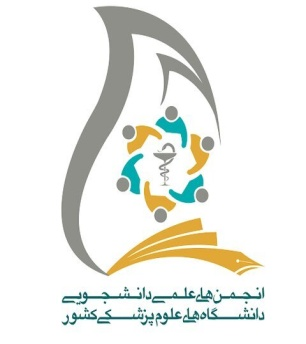 انجمن های علمی دانشجویی
دانشگاه های علوم پزشکی کشور